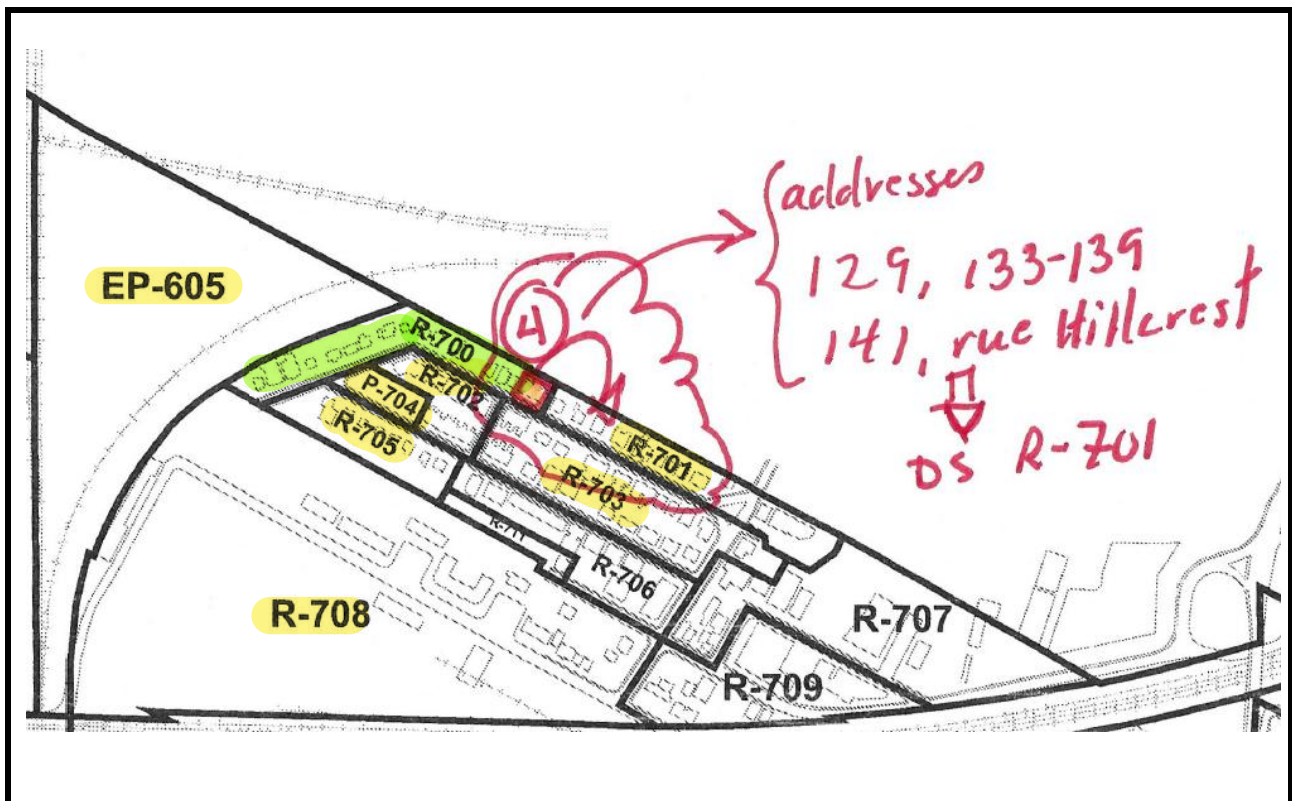 addresses
129, 133-139
141, rue Hillcrest
DS R-701
EP-605
4
R-700
R-702
P-704
R-705
R-701
R-703
R-711
R-706
R-708
R-707
R-709